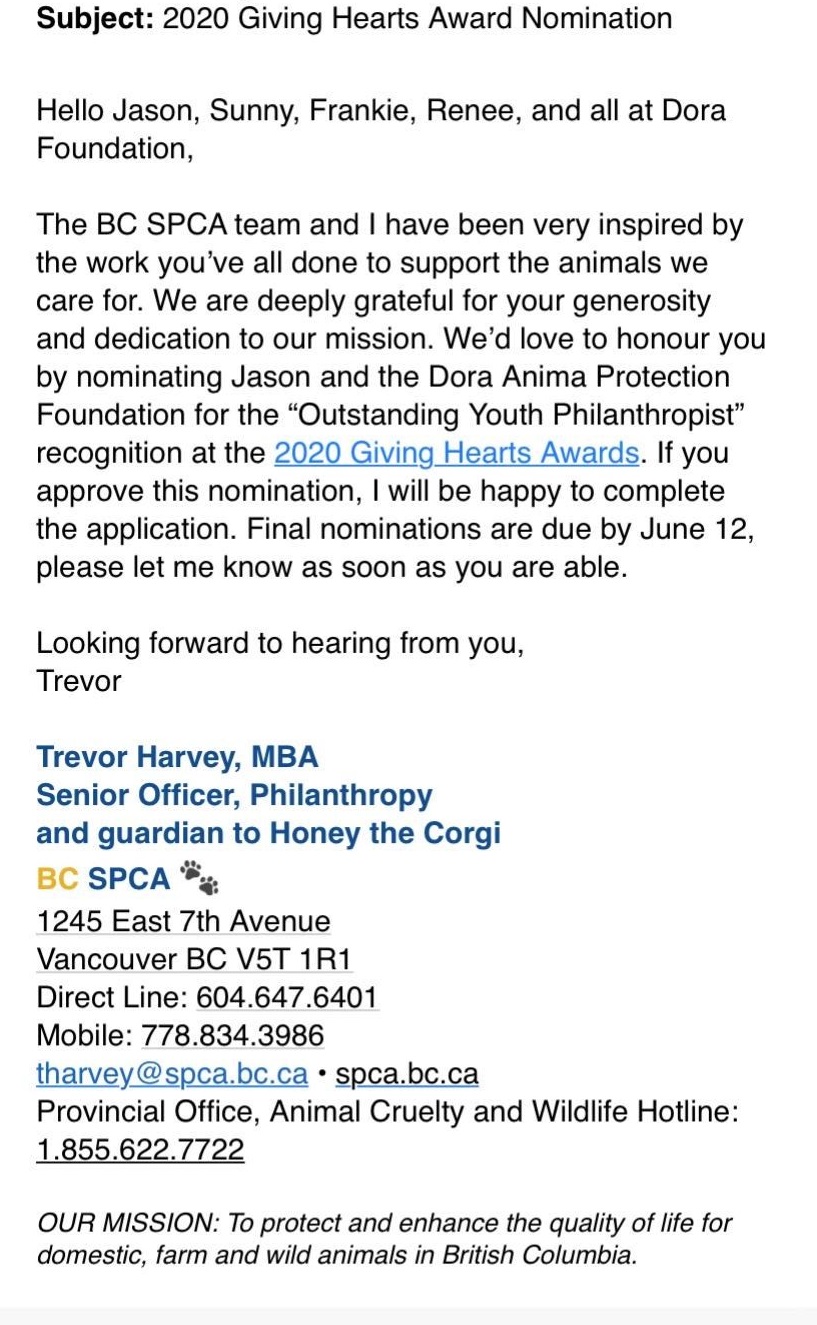 Subject: 2020 Giving Hearts Award Nomination
Hello Jason, Sunny, Frankie, Renee, and all at Dora
Foundation,
The BC SPCA team and I have been very inspired by
the work you’ve all done to support the animals we
care for. We are deeply grateful for your generosity
and dedication to our mission. We’d love to honour you
by nominating Jason and the Dora Anima Protection
Foundation for the “Outstanding Youth Philanthropist”
recognition at the 2020 Giving Hearts Awards. If you
approve this nomination, I will be happy to complete
the application. Final nominations are due by June 12,
please let me know as soon as you are able.
Looking forward to hearing from you,
Trevor
Trevor Harvey, MBA
Senior Officer, Philanthropy
and guardian to Honey the Corgi
BC SPCA
1245 East 7th Avenue
Vancouver BC V5T 1R1
Direct Line: 604.647.6401
Mobile: 778.834.3986
tharvey@spca.bc.ca • spca.bc.ca
Provincial Office, Animal Cruelty and Wildlife Hotline:
1.855.622.7722
OUR MISSION: To protect and enhance the quality of life for
domestic, farm and wild animals in British Columbia.